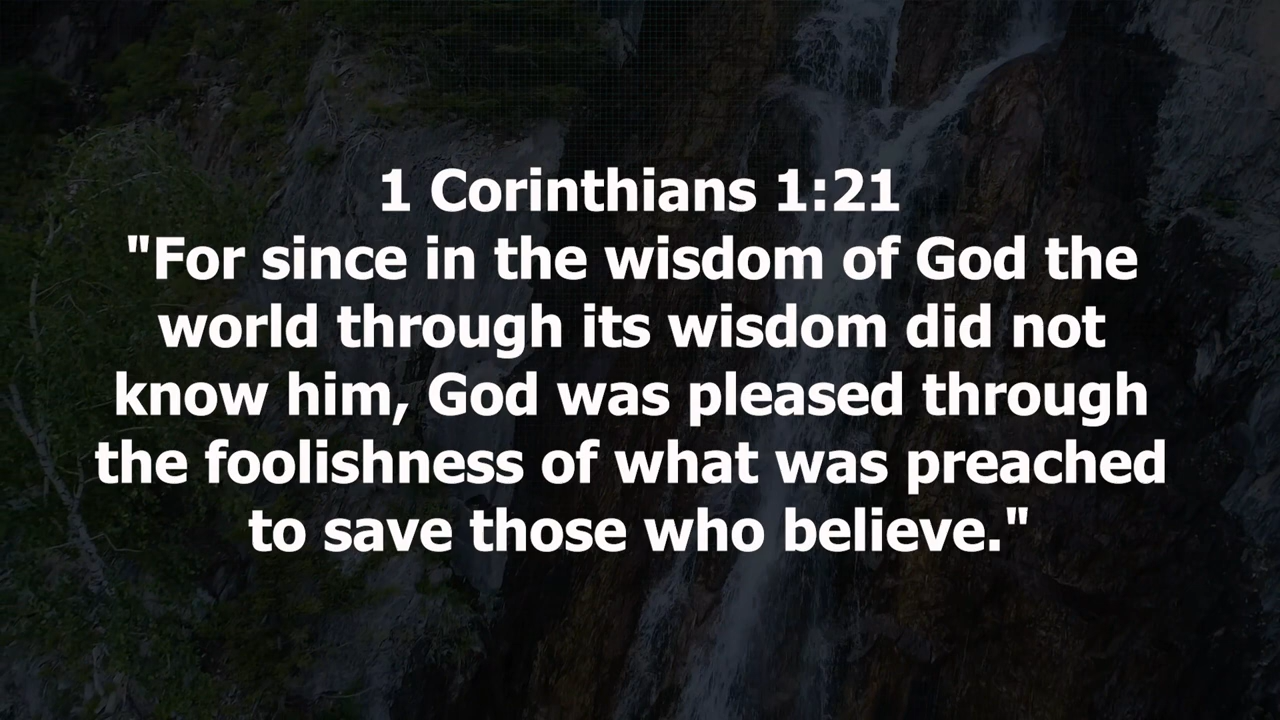 1 Corinthians 1:21
"For since in the wisdom of God the
world through its wisdom did not
know him, God was pleased through
the foolishness of what was preached
to save those who believe."